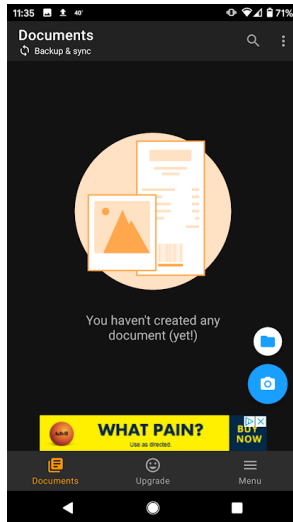 11:35
40°
71%
Documents
Backup & sync
You haven't created any
document (yet!)
WHAT PAIN?
Use as directed.
BUY
NOW
Documents
Upgrade
Menu